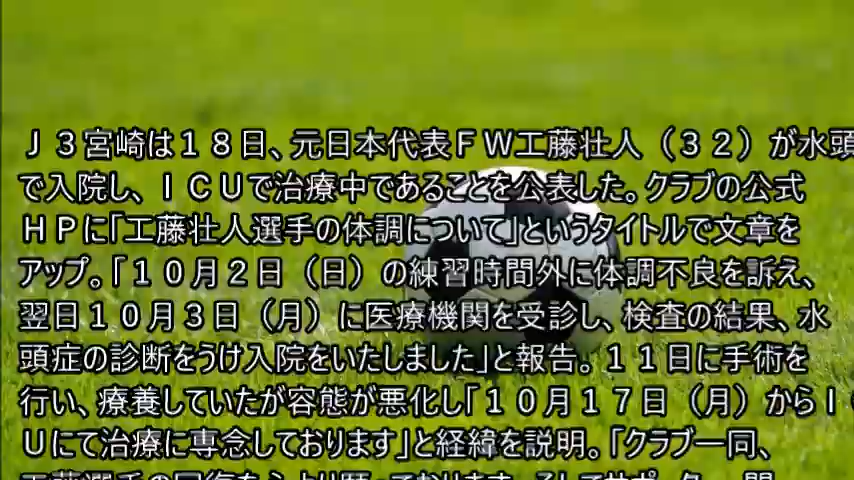 Ｊ３宮崎は１８日、元日本代表ＦＷ工藤壮人（３２）が水頭
で入院し、ＩＣＵで治療中であることを公表した。クラブの公式
ＨＰに「工藤壮人選手の体調について」というタイトルで文章を
アップ。「１０月２日（日）の練習時間外に体調不良を訴え、
翌日１０月３日（月）に医療機関を受診し、検査の結果、水
頭症の診断をうけ入院をいたしました」と報告。１１日に手術を
行い、療養していたが容態が悪化し「１０月１７日（月）からＩ
Ｕにて治療に専念しております」と経緯を説明。「クラブ一同、